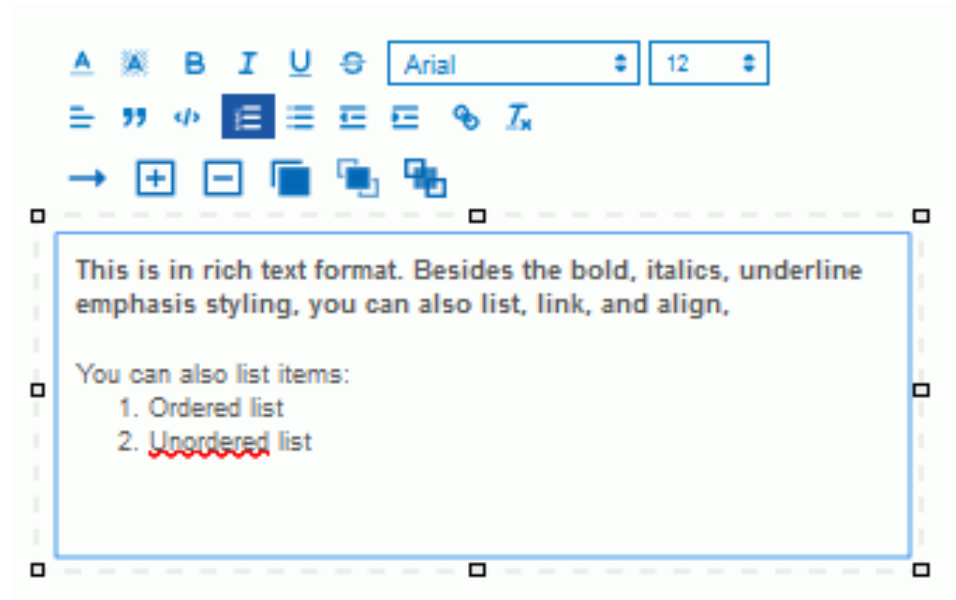 Arial 12
This is in rich text format. Besides the bold, italics, underline
emphasis styling, you can also list, link, and align,
You can also list items:
1. Ordered list
2. Unordered list